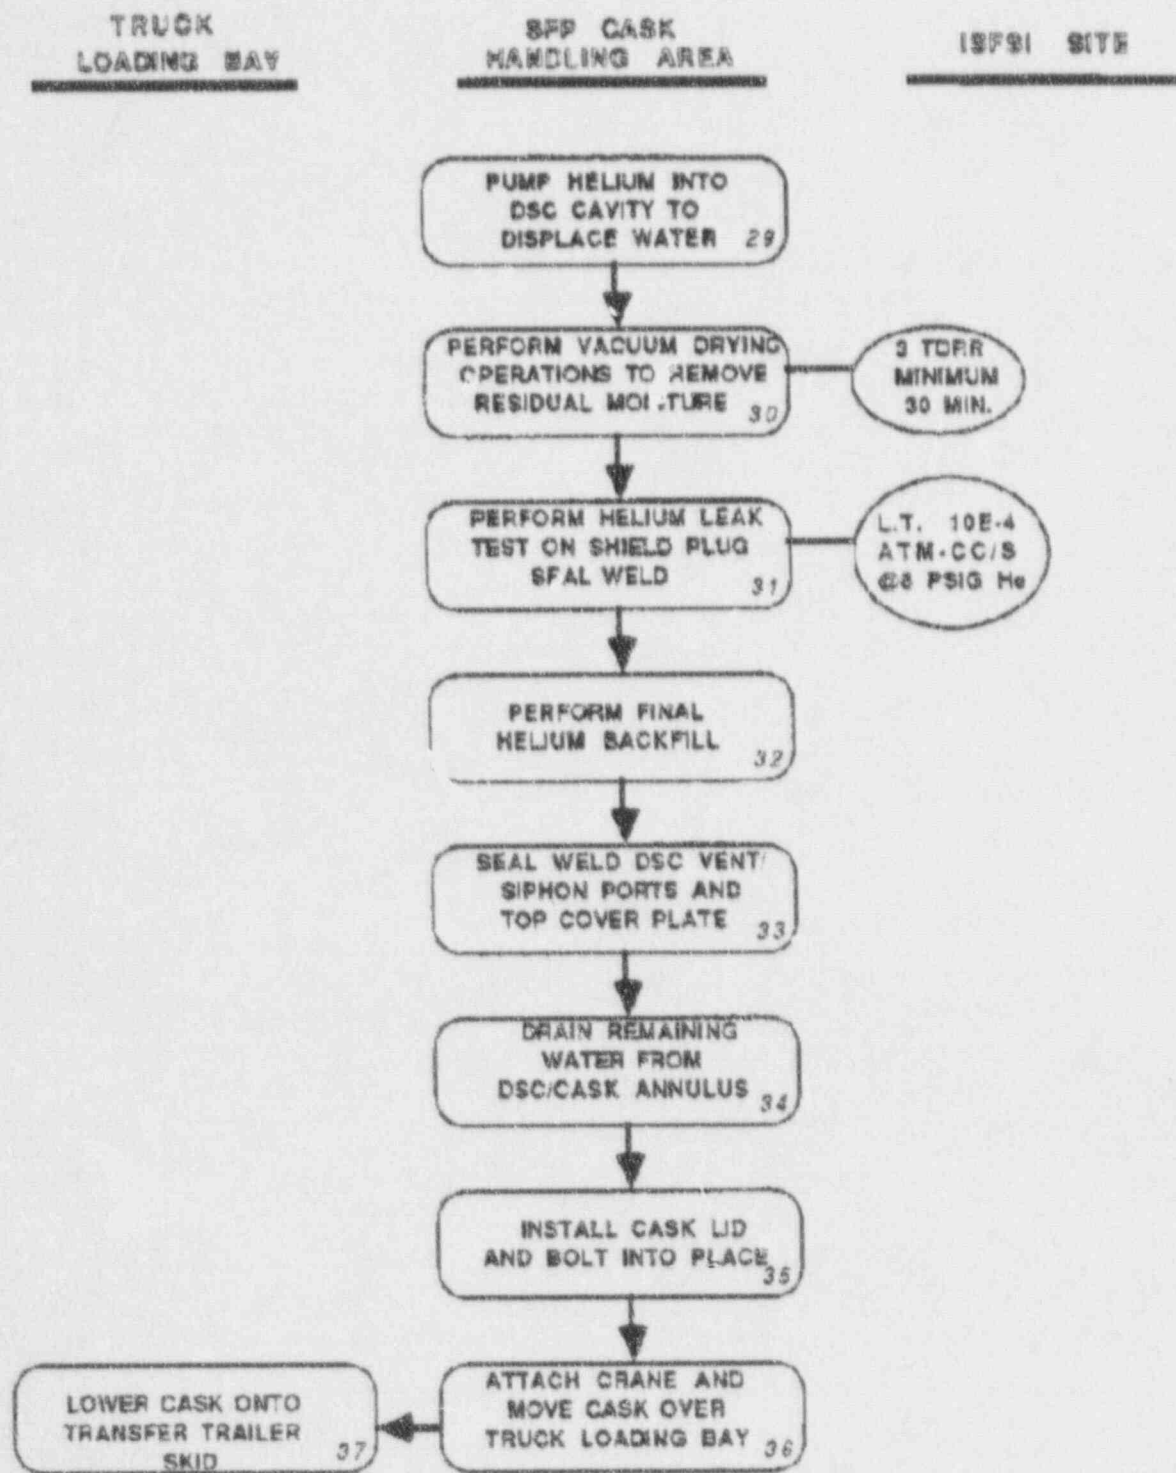 TRUCK
LOADING BAY
SFP CASK
HANDLING AREA
ISFSI SITE
PUMP HELIUM INTO
DSC CAVITY TO
DISPLACE WATER 29
PERFORM VACUUM DRYING
OPERATIONS TO REMOVE
RESIDUAL MOI.TURE 30
3 TORR
MINIMUM
30 MIN.
PERFORM HELIUM LEAK
TEST ON SHIELD PLUG
SEAL WELD 31
L.T. 10E-4
ATM-CC/S
@8 PSIG He
PERFORM FINAL
HELIUM BACKFILL 32
SEAL WELD DSC VENT/
SIPHON PORTS AND
TOP COVER PLATE 33
DRAIN REMAINING
WATER FROM
DSC/CASK ANNULUS 34
INSTALL CASK LID
AND BOLT INTO PLACE 35
ATTACH CRANE AND
MOVE CASK OVER
TRUCK LOADING BAY 36
LOWER CASK ONTO
TRANSFER TRAILER
SKID 37